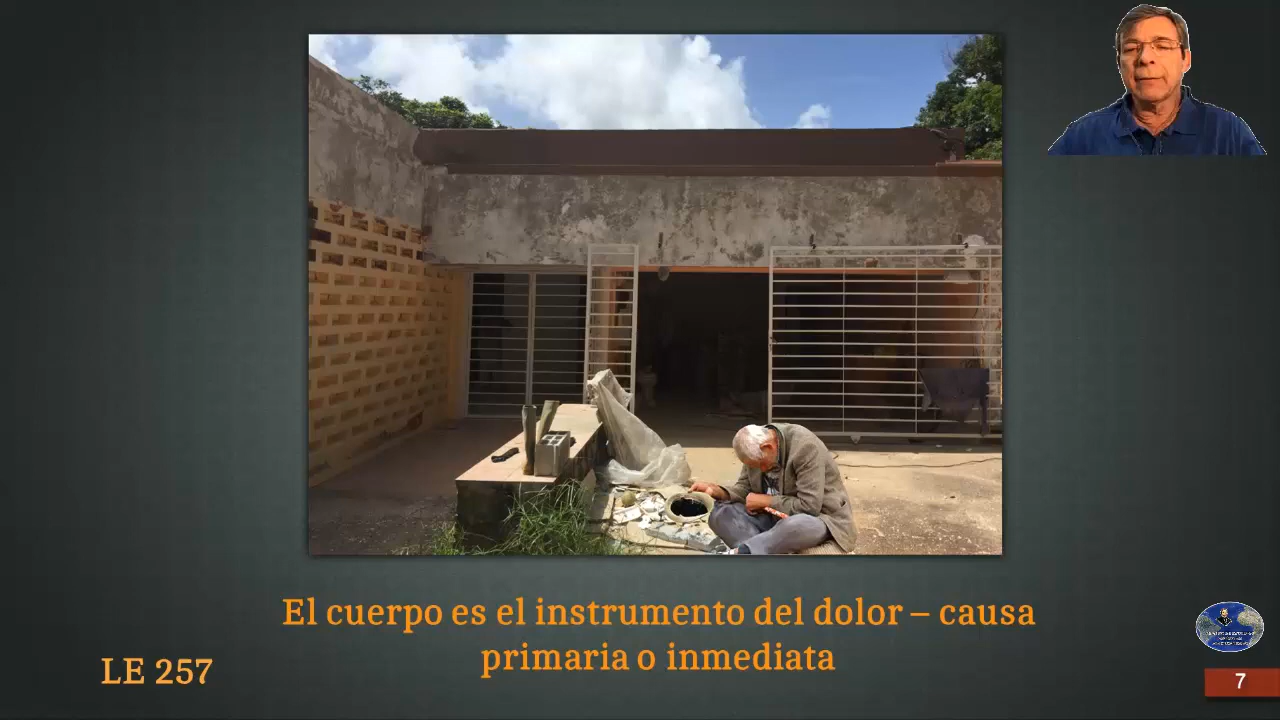 El cuerpo es el instrumento del dolor – causa
primaria o inmediata
LE 257
7